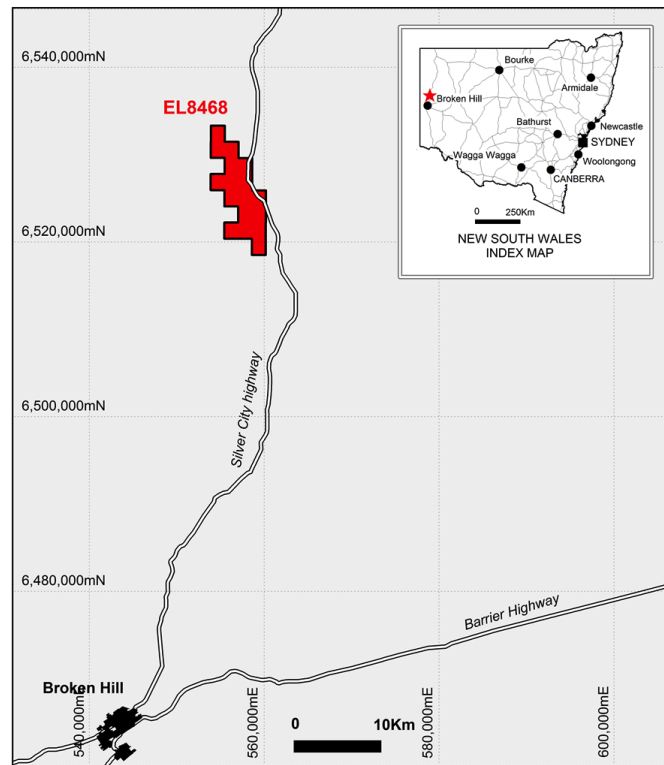 6,540,000mN
EL8468
6,520,000mN
6,500,000mN
6,480,000mN
Silver City highway
Barrier Highway
Broken Hill
0 10Km
540,000mE
560,000mE
580,000mE
600,000mE
Bourke
Armidale
Broken Hill
Bathurst
Newcastle
SYDNEY
Wagga Wagga
Woolongong
CANBERRA
0 250Km
NEW SOUTH WALES
INDEX MAP